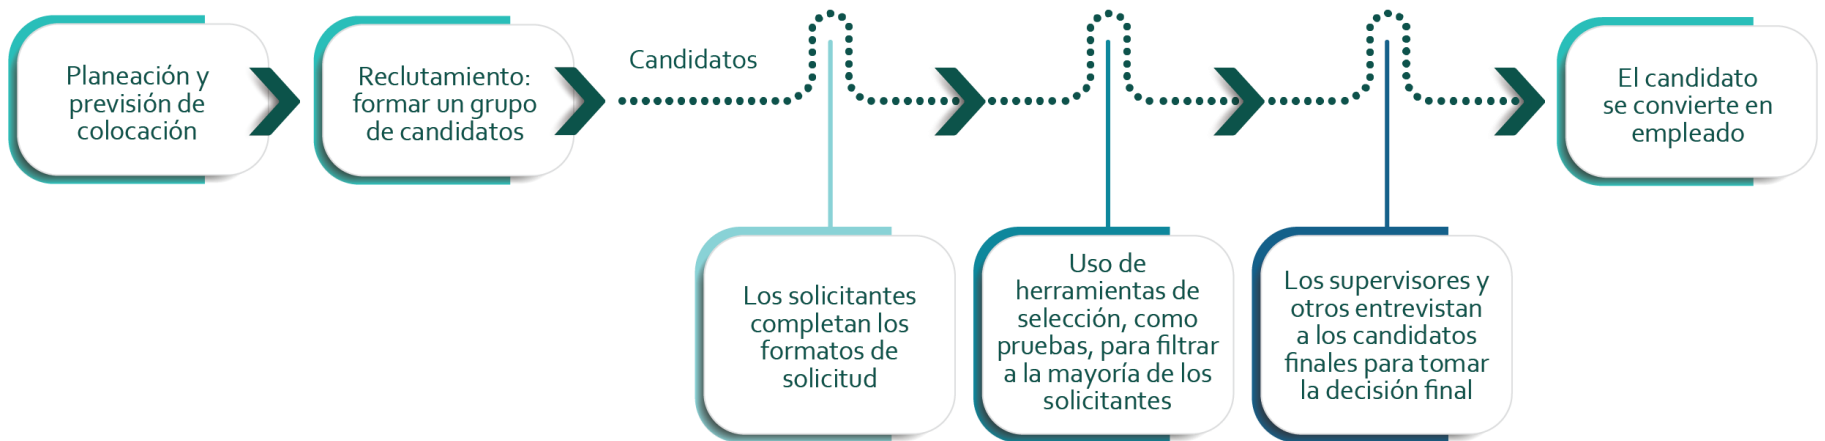 Planeación y
previsión de
colocación
Reclutamiento:
formar un grupo
de candidatos
Candidatos
El candidato
se convierte en
empleado
Los solicitantes
completan los
formatos de
solicitud
Uso de
herramientas de
selección, como
pruebas, para filtrar
a la mayoría de los
solicitantes
Los supervisores y
otros entrevistan
a los candidatos
finales para tomar
la decisión final